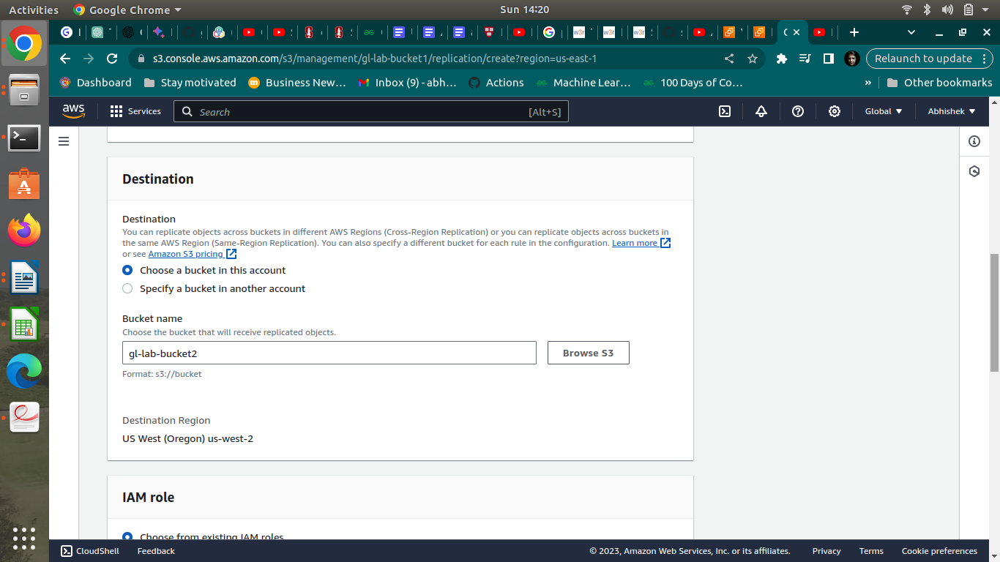 Activities
Google Chrome
Sun 14:20
s3.console.aws.amazon.com/s3/management/gl-lab-bucket1/replication/create?region=us-east-1
Relaunch to update
Dashboard
Stay motivated
Business New…
Inbox (9) - abh…
Actions
Machine Lear…
100 Days of Co…
»
Other bookmarks
aws
Services
Search
[Alt+S]
Global
Abhishek
Destination
Destination
You can replicate objects across buckets in different AWS Regions (Cross-Region Replication) or you can replicate objects across buckets in
the same AWS Region (Same-Region Replication). You can also specify a different bucket for each rule in the configuration. Learn more
or see Amazon S3 pricing
Choose a bucket in this account
Specify a bucket in another account
Bucket name
Choose the bucket that will receive replicated objects.
gl-lab-bucket2
Browse S3
Format: s3://bucket
Destination Region
US West (Oregon) us-west-2
IAM role
Choose from existing IAM roles
CloudShell
Feedback
© 2023, Amazon Web Services, Inc. or its affiliates.
Privacy
Terms
Cookie preferences